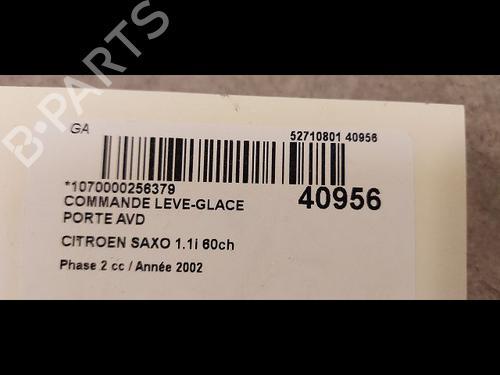 B-PARTS
GA
52710801 40956
*1070000256379
COMMANDE LEVE-GLACE
PORTE AVD
40956
CITROEN SAXO 1.1i 60ch
Phase 2 cc / Année 2002